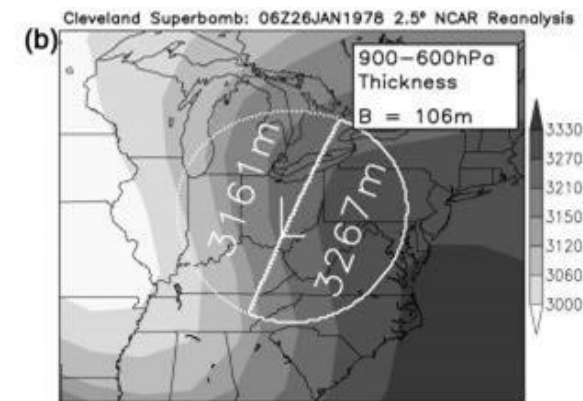 Cleveland Superbomb: 06Z26JAN1978 2.5° NCAR Reanalysis
(b)
900-600hPa
Thickness
B = 106m
3161m
3267m
3330
3270
3210
3150
3120
3060
3000